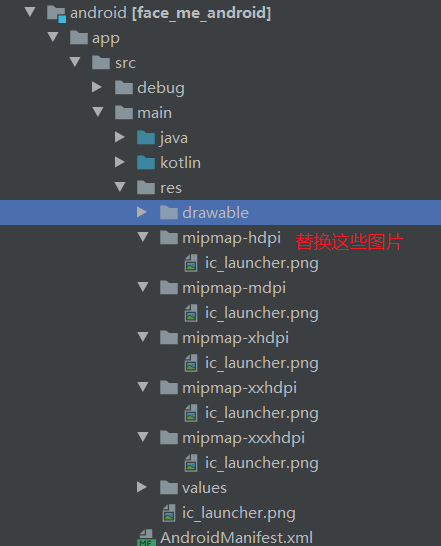 android [face_me_android]
app
src
debug
main
java
kotlin
res
drawable
mipmap-hdpi 替换这些图片
ic_launcher.png
mipmap-mdpi
ic_launcher.png
mipmap-xhdpi
ic_launcher.png
mipmap-xxhdpi
ic_launcher.png
mipmap-xxxhdpi
ic_launcher.png
values
ic_launcher.png
AndroidManifest.xml